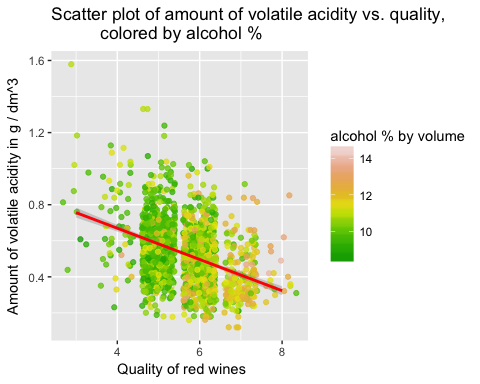 Scatter plot of amount of volatile acidity vs. quality,
colored by alcohol %
Amount of volatile acidity in g / dm^3
1.6
1.2
0.8
0.4
4
6
8
Quality of red wines
alcohol % by volume
14
12
10